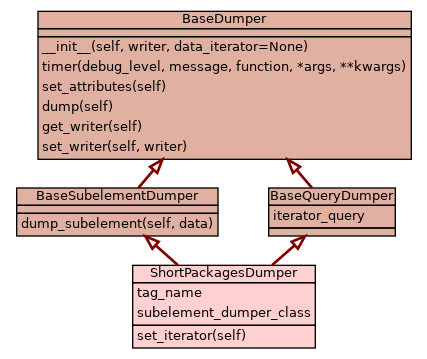 BaseDumper
__init__(self, writer, data_iterator=None)
timer(debug_level, message, function, *args, **kwargs)
set_attributes(self)
dump(self)
get_writer(self)
set_writer(self, writer)
BaseSubelementDumper
dump_subelement(self, data)
BaseQueryDumper
iterator_query
ShortPackagesDumper
tag_name
subelement_dumper_class
set_iterator(self)